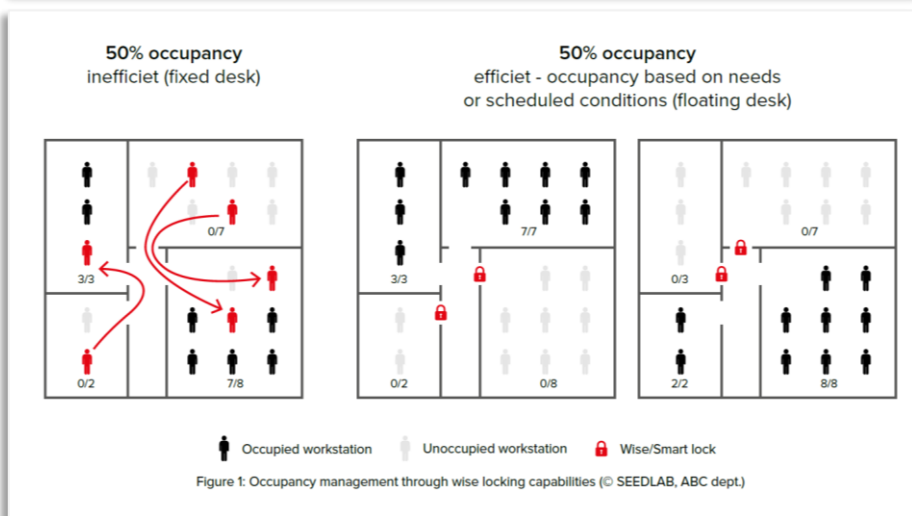 50% occupancy
inefficiet (fixed desk)
50% occupancy
efficiet - occupancy based on needs
or scheduled conditions (floating desk)
0/7
3/3
0/2
7/8
7/7
3/3
0/2
0/8
0/7
0/3
2/2
8/8
Occupied workstation
Unoccupied workstation
Wise/Smart lock
Figure 1: Occupancy management through wise locking capabilities (© SEEDLAB, ABC dept.)